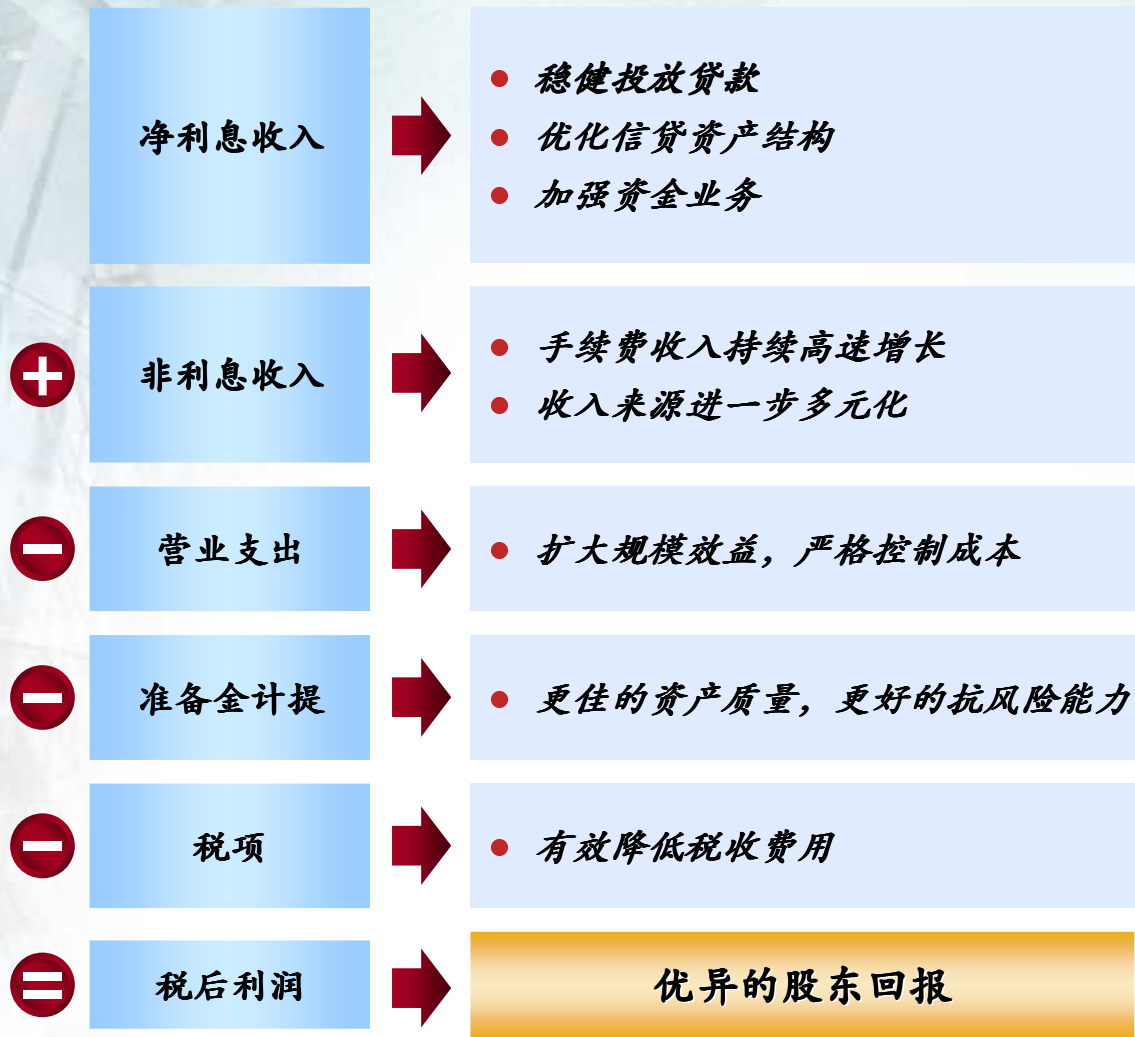 净利息收入
稳健投放贷款
优化信贷资产结构
加强资金业务
非利息收入
手续费收入持续高速增长
收入来源进一步多元化
营业支出
扩大规模效益，严格控制成本
准备金计提
更佳的资产质量，更好的抗风险能力
税项
有效降低税收费用
税后利润
优异的股东回报